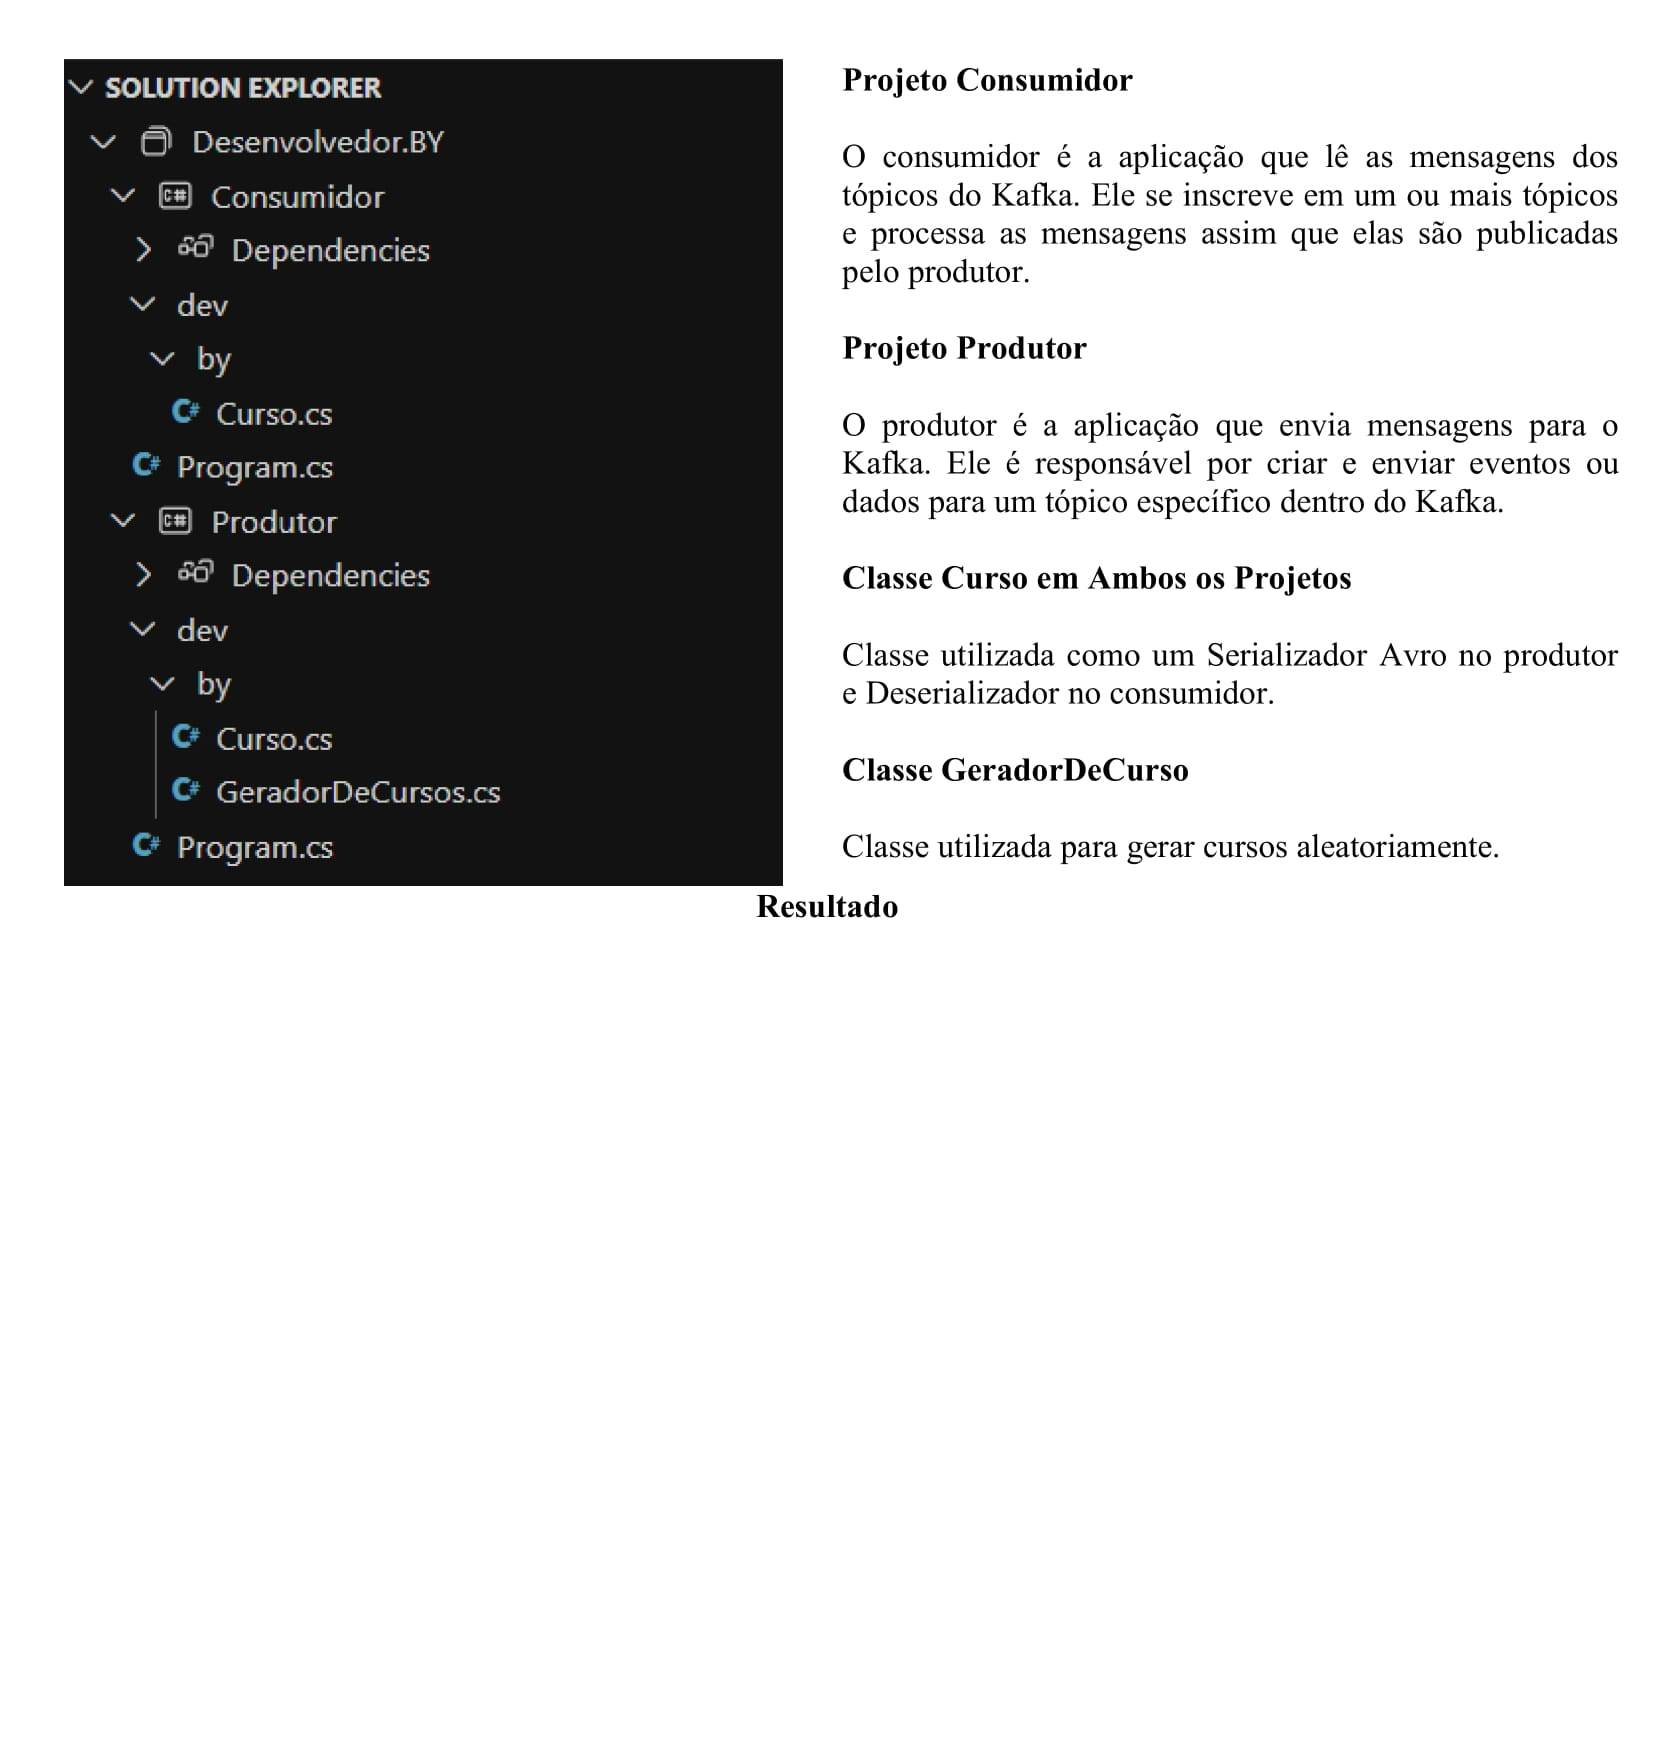 SOLUTION EXPLORER
Desenvolvedor.BY
Consumidor
Dependencies
dev
by
Curso.cs
Program.cs
Produtor
Dependencies
dev
by
Curso.cs
GeradorDeCursos.cs
Program.cs
Projeto Consumidor
O consumidor é a aplicação que lê as mensagens dos
tópicos do Kafka. Ele se inscreve em um ou mais tópicos
e processa as mensagens assim que elas são publicadas
pelo produtor.
Projeto Produtor
O produtor é a aplicação que envia mensagens para o
Kafka. Ele é responsável por criar e enviar eventos ou
dados para um tópico específico dentro do Kafka.
Classe Curso em Ambos os Projetos
Classe utilizada como um Serializador Avro no produtor
e Deserializador no consumidor.
Classe GeradorDeCurso
Classe utilizada para gerar cursos aleatoriamente.
Resultado